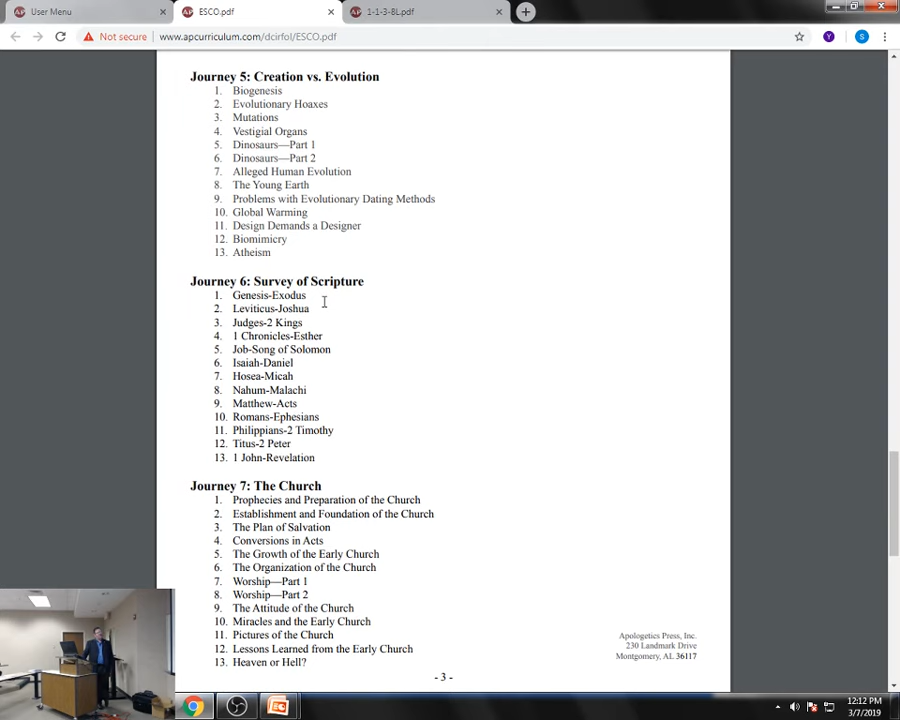 User Menu
ESCO.pdf
1-1-3-8L.pdf
Not secure
www.apcurriculum.com/dcirfol/ESCO.pdf
Y
S
Journey 5: Creation vs. Evolution
1. Biogenesis
2. Evolutionary Hoaxes
3. Mutations
4. Vestigial Organs
5. Dinosaurs—Part 1
6. Dinosaurs—Part 2
7. Alleged Human Evolution
8. The Young Earth
9. Problems with Evolutionary Dating Methods
10. Global Warming
11. Design Demands a Designer
12. Biomimicry
13. Atheism
Journey 6: Survey of Scripture
1. Genesis-Exodus
2. Leviticus-Joshua
3. Judges-2 Kings
4. 1 Chronicles-Esther
5. Job-Song of Solomon
6. Isaiah-Daniel
7. Hosea-Micah
8. Nahum-Malachi
9. Matthew-Acts
10. Romans-Ephesians
11. Philippians-2 Timothy
12. Titus-2 Peter
13. 1 John-Revelation
Journey 7: The Church
1. Prophecies and Preparation of the Church
2. Establishment and Foundation of the Church
3. The Plan of Salvation
4. Conversions in Acts
5. The Growth of the Early Church
6. The Organization of the Church
7. Worship—Part 1
8. Worship—Part 2
9. The Attitude of the Church
10. Miracles and the Early Church
11. Pictures of the Church
12. Lessons Learned from the Early Church
13. Heaven or Hell?
Apologetics Press, Inc.
230 Landmark Drive
Montgomery, AL 36117
- 3 -
12:12 PM
3/7/2019